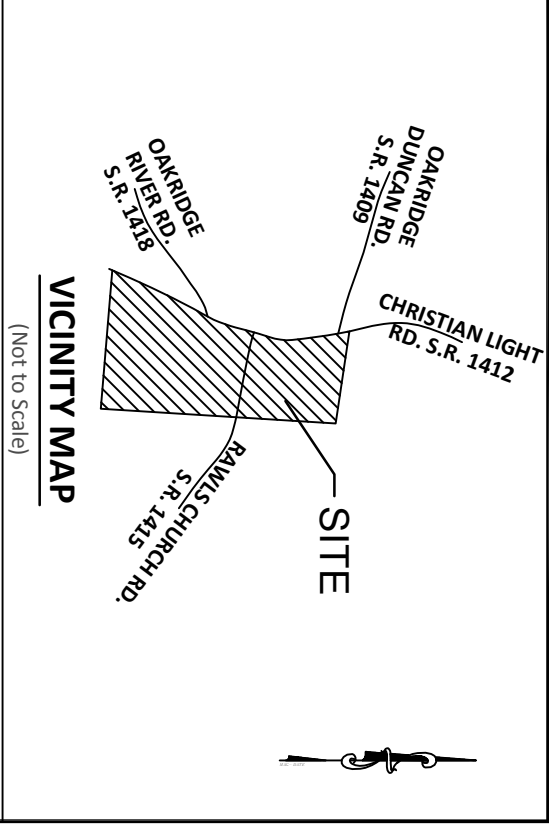 CHRISTIAN LIGHT
RD. S.R. 1412
OAKRIDGE
DUNCAN RD.
S.R. 1409
SITE
OAKRIDGE
RIVER RD.
S.R. 1418
RAWLS CHURCH RD.
S.R. 1415
VICINITY MAP
(Not to Scale)